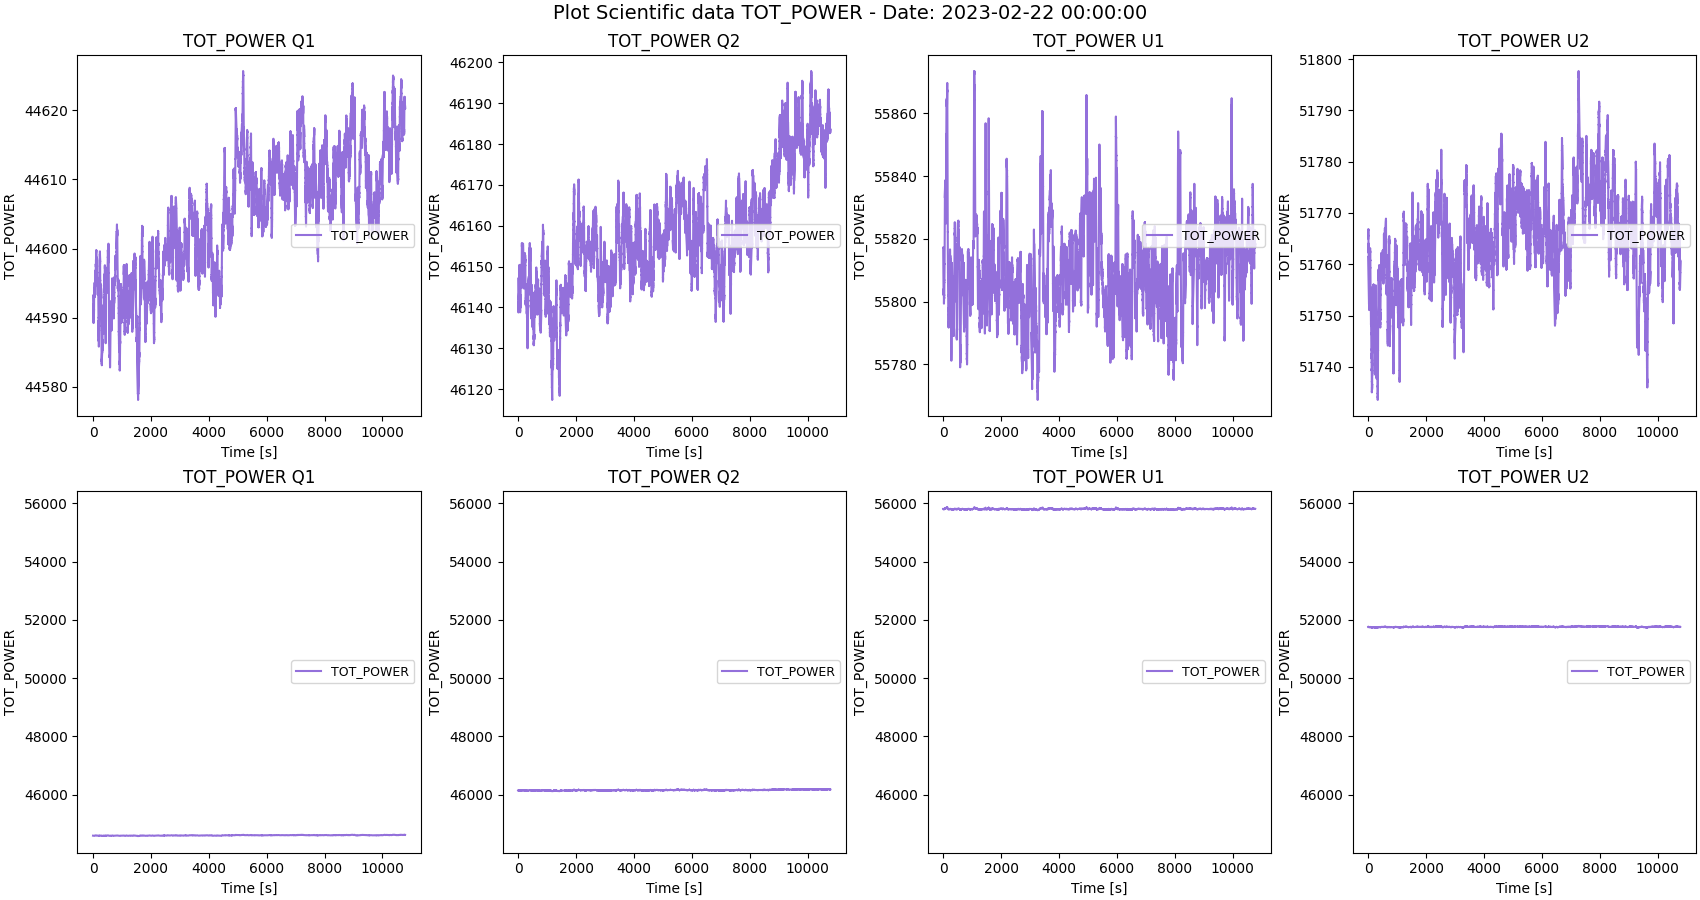 Plot Scientific data TOT_POWER - Date: 2023-02-22 00:00:00
TOT_POWER Q1
TOT_POWER
44620
44610
44600
44590
44580
TOT_POWER
0 2000 4000 6000 8000 10000
Time [s]
TOT_POWER Q2
TOT_POWER
46200
46190
46180
46170
46160
46150
46140
46130
46120
TOT_POWER
0 2000 4000 6000 8000 10000
Time [s]
TOT_POWER U1
TOT_POWER
55860
55840
55820
55800
55780
TOT_POWER
0 2000 4000 6000 8000 10000
Time [s]
TOT_POWER U2
TOT_POWER
51800
51790
51780
51770
51760
51750
51740
TOT_POWER
0 2000 4000 6000 8000 10000
Time [s]
TOT_POWER Q1
TOT_POWER
56000
54000
52000
50000
48000
46000
TOT_POWER
0 2000 4000 6000 8000 10000
Time [s]
TOT_POWER Q2
TOT_POWER
56000
54000
52000
50000
48000
46000
TOT_POWER
0 2000 4000 6000 8000 10000
Time [s]
TOT_POWER U1
TOT_POWER
56000
54000
52000
50000
48000
46000
TOT_POWER
0 2000 4000 6000 8000 10000
Time [s]
TOT_POWER U2
TOT_POWER
56000
54000
52000
50000
48000
46000
TOT_POWER
0 2000 4000 6000 8000 10000
Time [s]